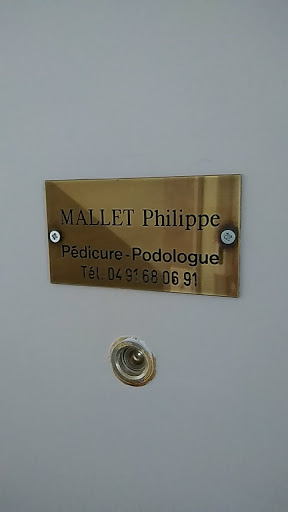 MALLET Philippe
Pédicure-Podologue
Tél. 04 91 68 06 91